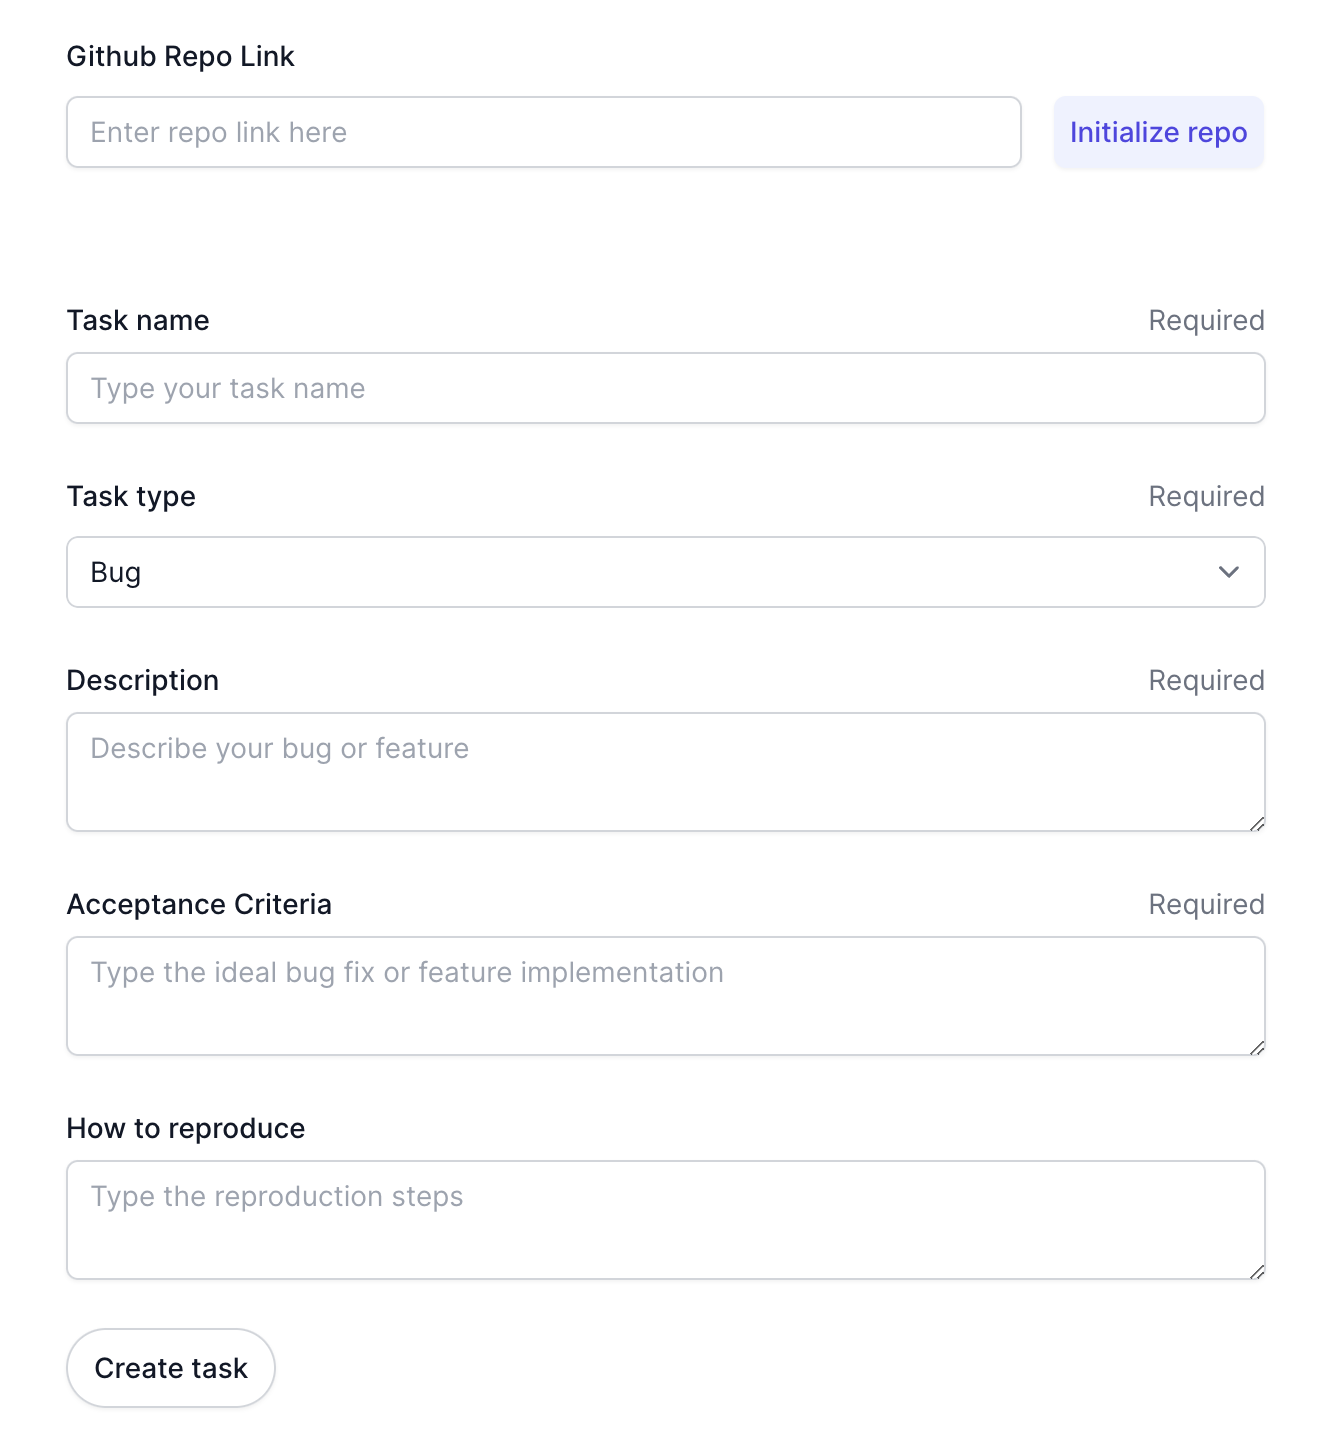 Github Repo Link
Enter repo link here
Initialize repo
Task name
Required
Type your task name
Task type
Required
Bug
Description
Required
Describe your bug or feature
Acceptance Criteria
Required
Type the ideal bug fix or feature implementation
How to reproduce
Type the reproduction steps
Create task